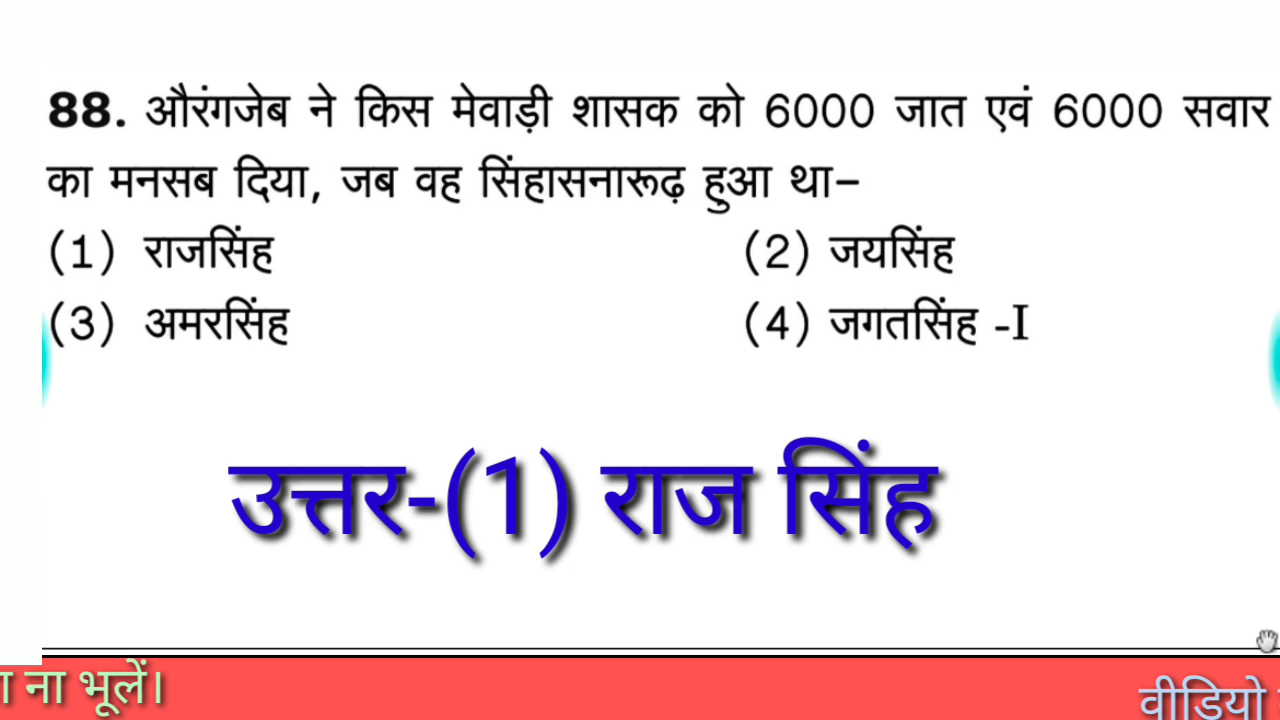 88. औरंगजेब ने किस मेवाड़ी शासक को 6000 जात एवं 6000 सवार
का मनसब दिया, जब वह सिंहासनारूढ़ हुआ था–
(1) राजसिंह (2) जयसिंह
(3) अमरसिंह (4) जगतसिंह -I
उत्तर-(1) राज सिंह
ना भूलें। वीडियो